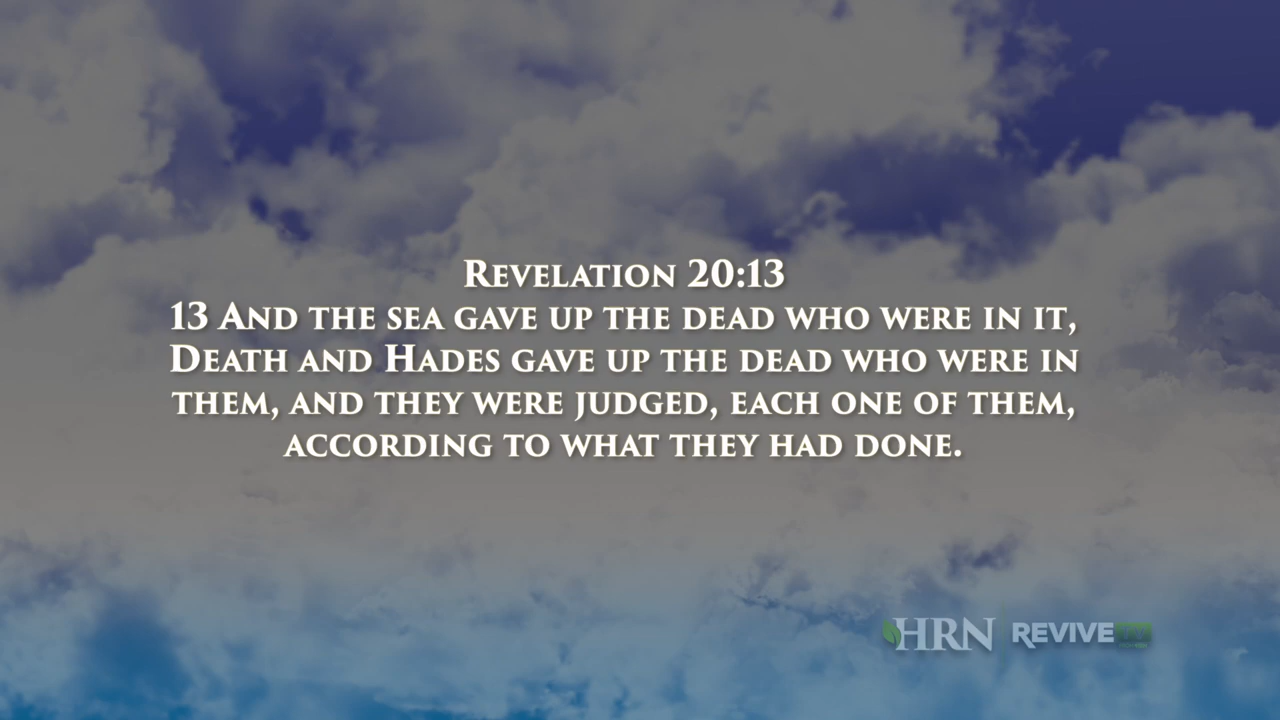 Revelation 20:13
13 And the sea gave up the dead who were in it,
Death and Hades gave up the dead who were in
them, and they were judged, each one of them,
according to what they had done.
HRN REVIVE TV